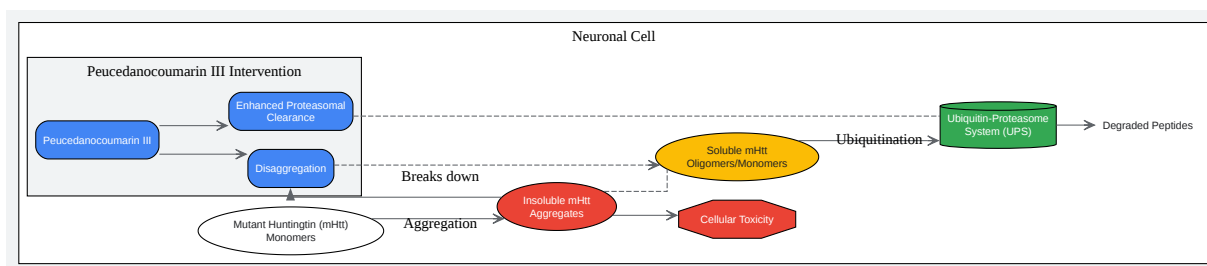 Neuronal Cell
Peucedanocoumarin III Intervention
Enhanced Proteasomal
Clearance
Peucedanocoumarin III
Disaggregation
Ubiquitin-Proteasome
System (UPS)
Degraded Peptides
Ubiquitination
Soluble mHtt
Oligomers/Monomers
Breaks down
Insoluble mHtt
Aggregates
Aggregation
Mutant Huntingtin (mHtt)
Monomers
Cellular Toxicity